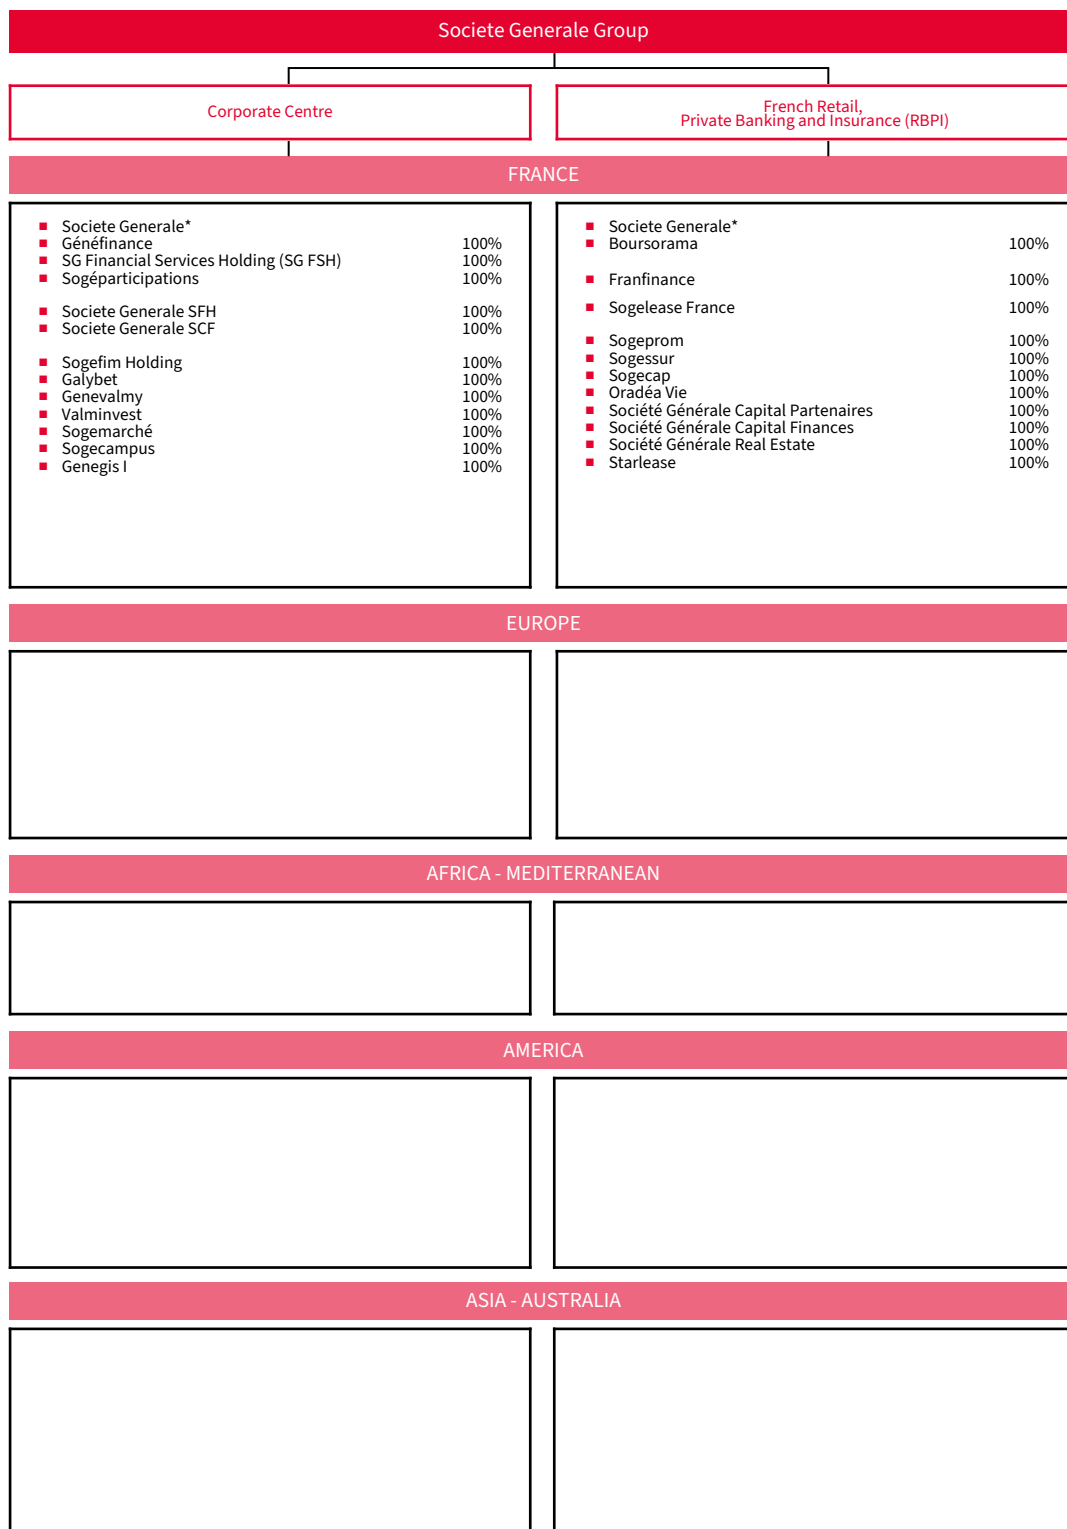 Societe Generale Group
Corporate Centre
French Retail,
Private Banking and Insurance (RBPI)
FRANCE
Societe Generale*
Généfinance 100%
SG Financial Services Holding (SG FSH) 100%
Sogéparticipations 100%
Societe Generale SFH 100%
Societe Generale SCF 100%
Sogefim Holding 100%
Galybet 100%
Genevalmy 100%
Valminvest 100%
Sogemarché 100%
Sogecampus 100%
Genegis I 100%
Societe Generale*
Boursorama 100%
Franfinance 100%
Sogelease France 100%
Sogeprom 100%
Sogessur 100%
Sogecap 100%
Oradéa Vie 100%
Société Générale Capital Partenaires 100%
Société Générale Capital Finances 100%
Société Générale Real Estate 100%
Starlease 100%
EUROPE
AFRICA - MEDITERRANEAN
AMERICA
ASIA - AUSTRALIA